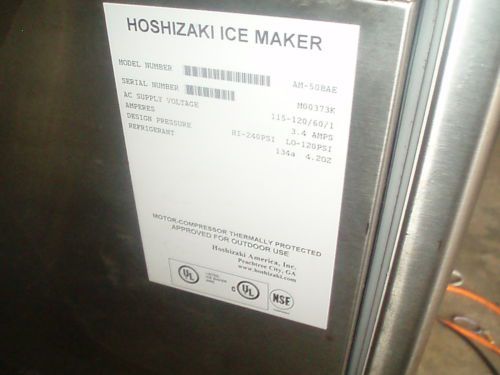 HOSHIZAKI ICE MAKER
MODEL NUMBER AM-50BAE
SERIAL NUMBER M00373K
AC SUPPLY VOLTAGE 115-120/60/1
AMPERES 3.4 AMPS
DESIGN PRESSURE HI-240PSI LO-120PSI
REFRIGERANT 134a 4.2OZ
MOTOR-COMPRESSOR THERMALLY PROTECTED
APPROVED FOR OUTDOOR USE
Hoshizaki America, Inc.
Peachtree City, GA
www.hoshizaki.com
UL LISTED c UL NSF